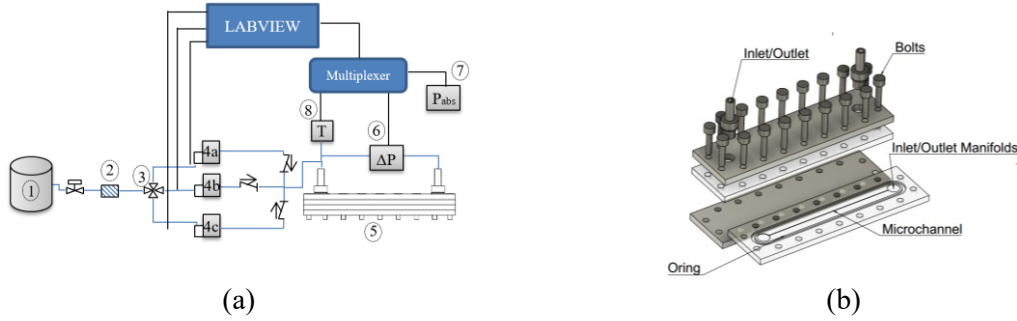 LABVIEW
Multiplexer
7
Pabs
8
T
6
ΔP
1
2
3
4a
4b
4c
5
(a)
Inlet/Outlet
Bolts
Inlet/Outlet Manifolds
Microchannel
Oring
(b)